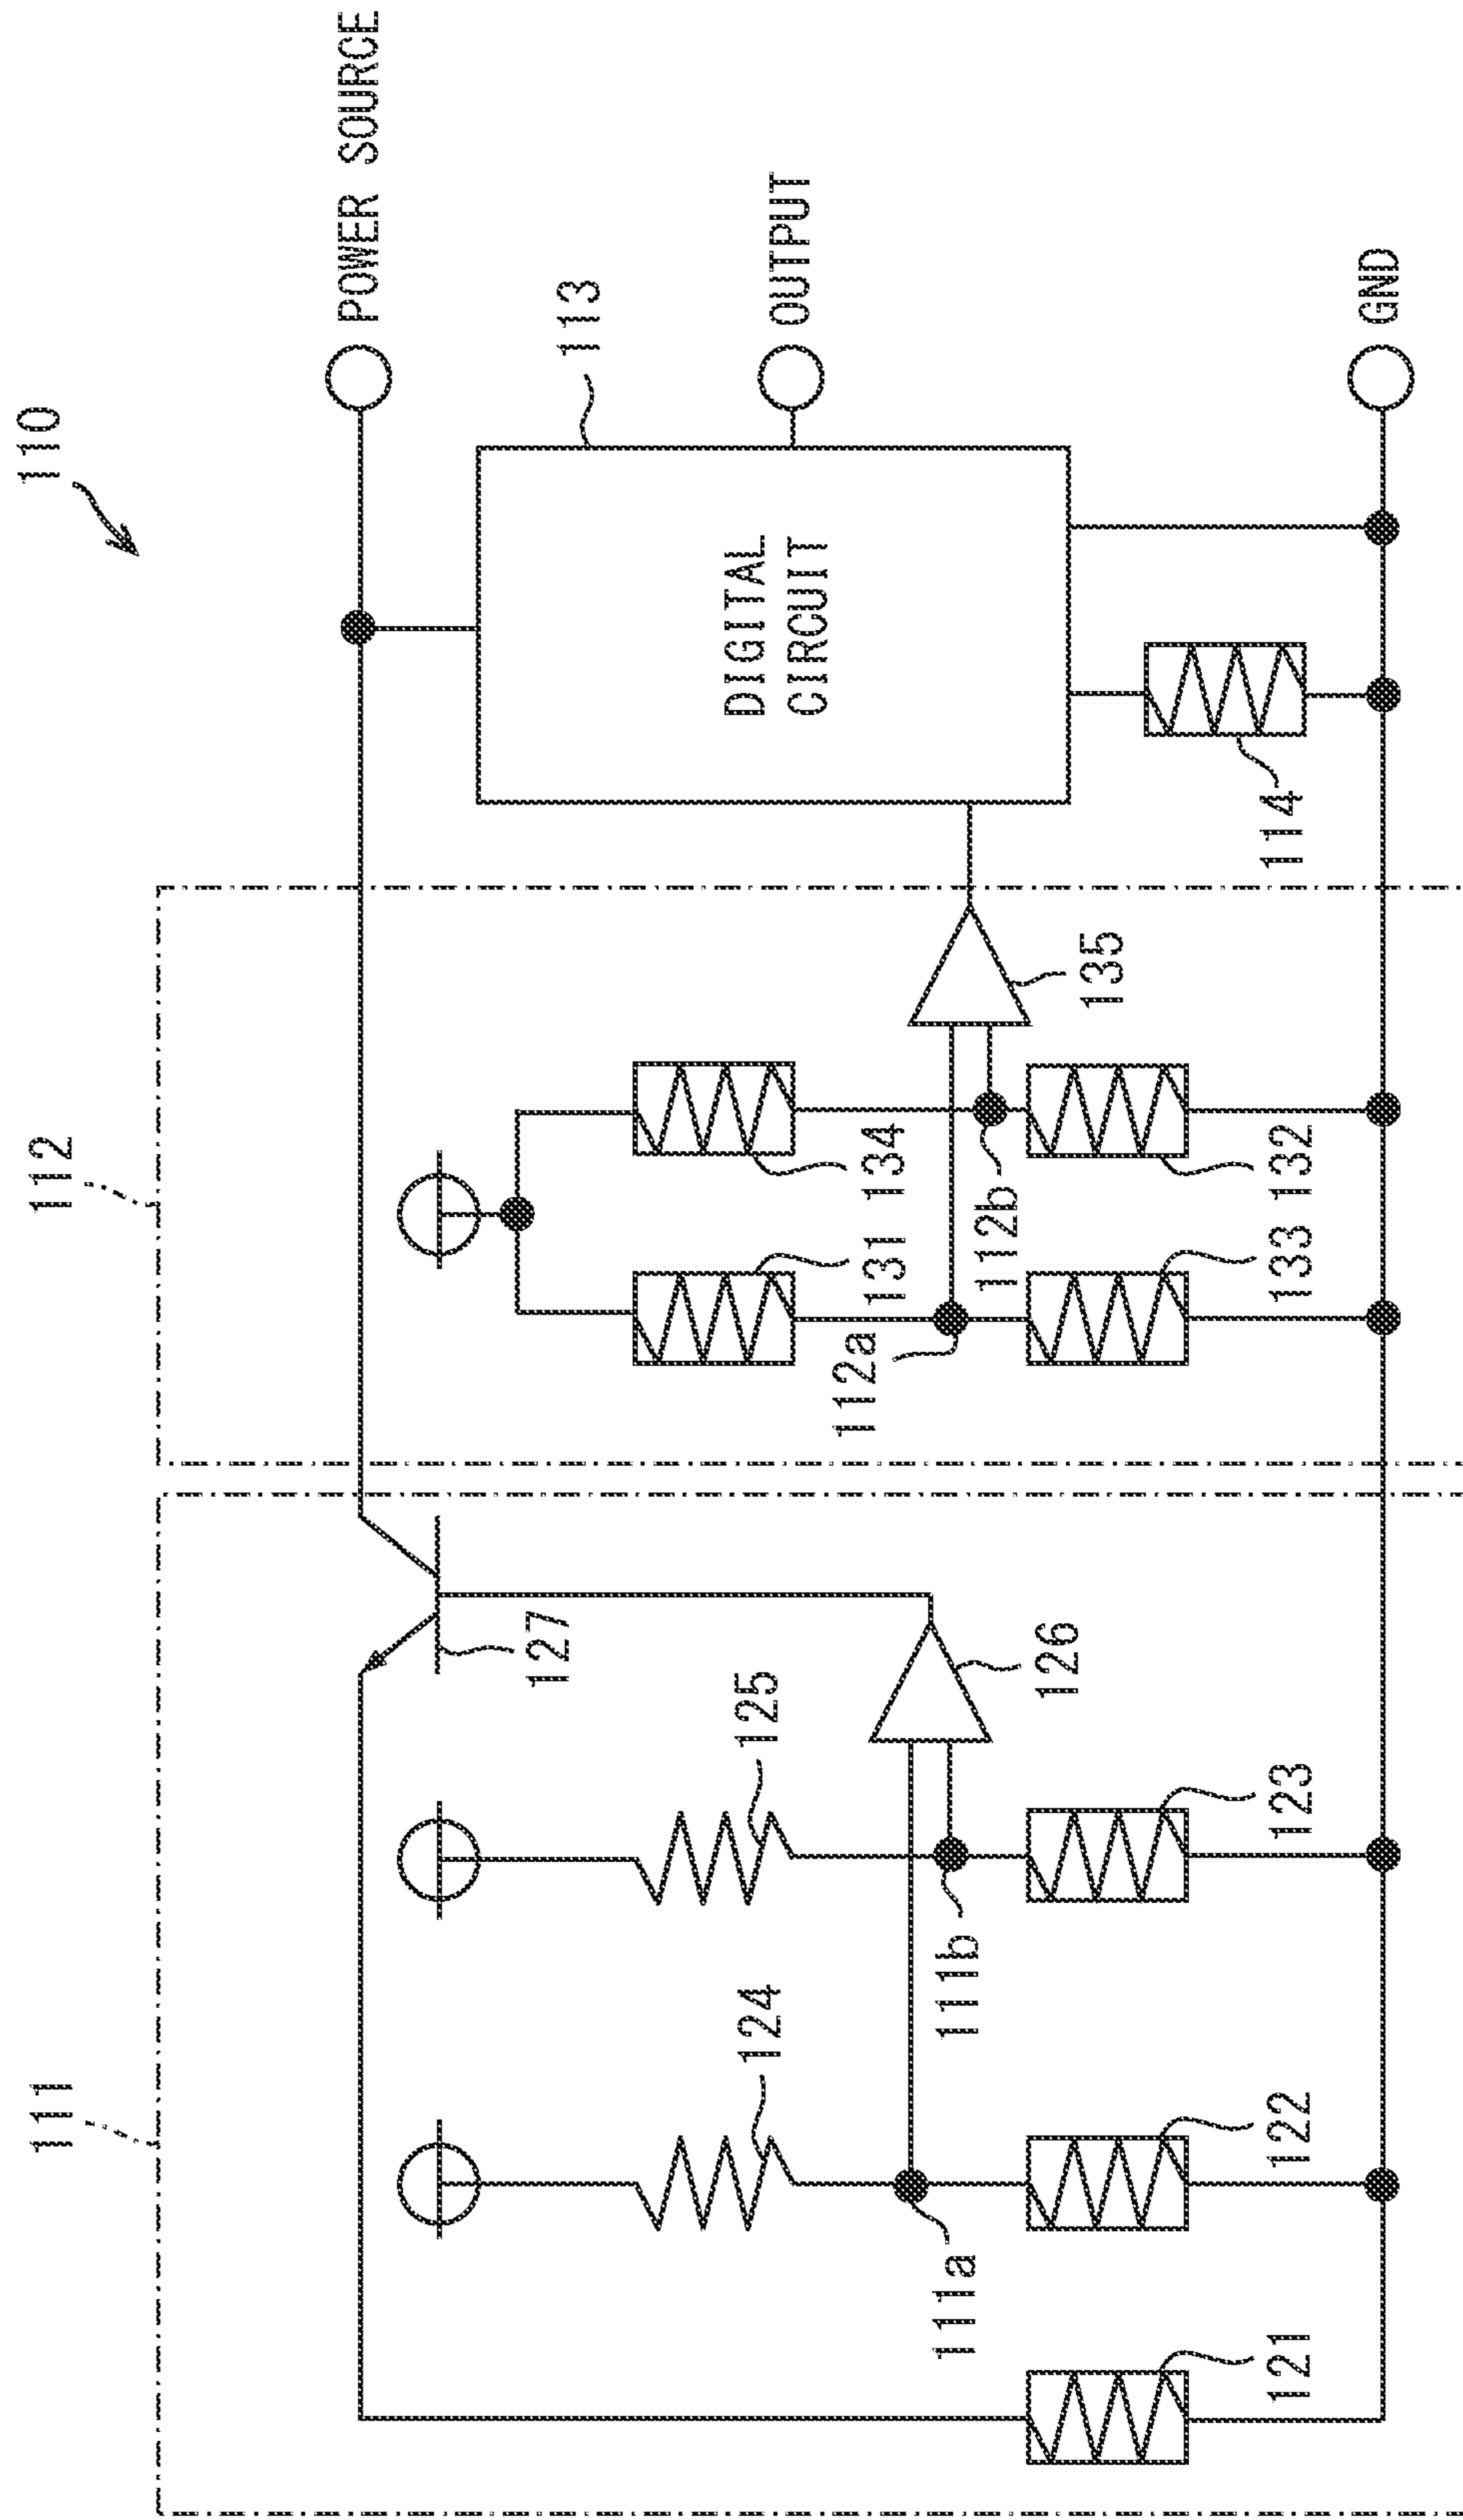 110
111
112
POWER SOURCE
113
OUTPUT
GND
DIGITAL
CIRCUIT
114
127
125
124
126
134
131
135
112a
112b
111a
111b
121
122
123
133
132